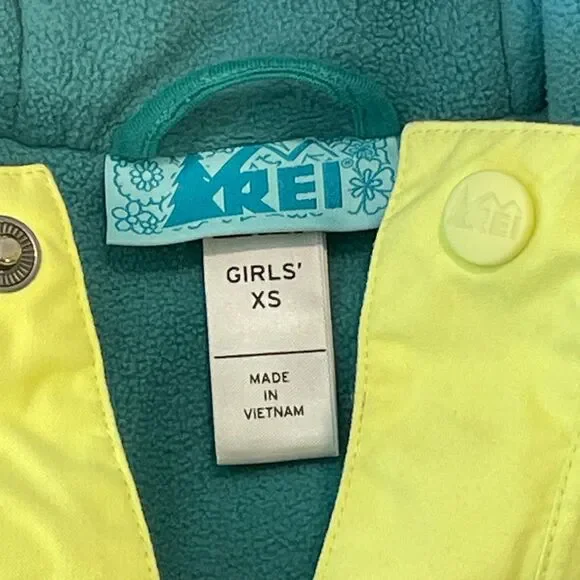 REI®
REI
GIRLS'
XS
MADE
IN
VIETNAM